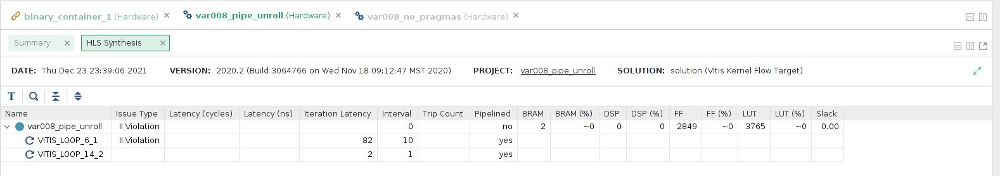 binary_container_1 (Hardware) × var008_pipe_unroll (Hardware) × var008_no_pragmas (Hardware) ×
Summary × HLS Synthesis ×
DATE: Thu Dec 23 23:39:06 2021 VERSION: 2020.2 (Build 3064766 on Wed Nov 18 09:12:47 MST 2020) PROJECT: var008_pipe_unroll SOLUTION: solution (Vitis Kernel Flow Target)
T
Name Issue Type Latency (cycles) Latency (ns) Iteration Latency Interval Trip Count Pipelined BRAM BRAM (%) DSP DSP (%) FF FF (%) LUT LUT (%) Slack
var008_pipe_unroll II Violation 0 no 2 ~0 0 0 2849 ~0 3765 ~0 0.00
VITIS_LOOP_6_1 II Violation 82 10 yes
VITIS_LOOP_14_2 2 1 yes